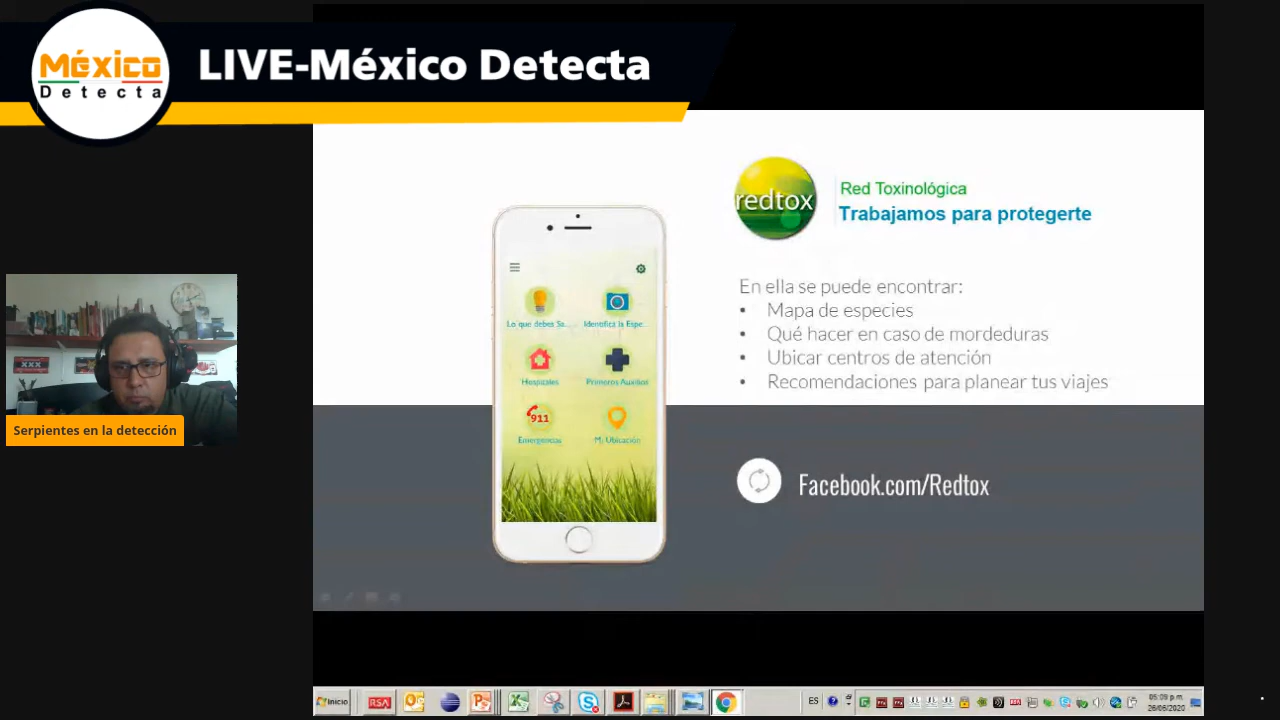 México
Detecta
LIVE-México Detecta
redtox
Red Toxinológica
Trabajamos para protegerte
En ella se puede encontrar:
• Mapa de especies
• Qué hacer en caso de mordeduras
• Ubicar centros de atención
• Recomendaciones para planear tus viajes
Lo que debes Sa... Identifica la Espe...
Hospitales Primeros Auxilios
911
Emergencias Mi Ubicación
Facebook.com/Redtox
XXX
Serpientes en la detección
Inicio RSA ES 05:09 p.m.
26/06/2020